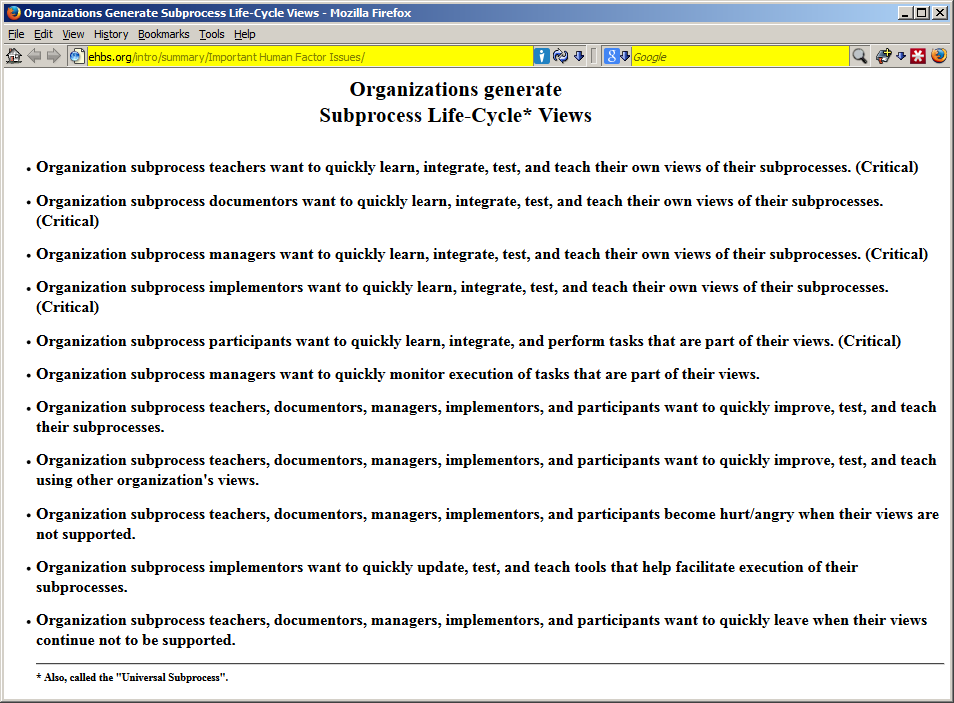 Organizations Generate Subprocess Life-Cycle Views - Mozilla Firefox
File Edit View History Bookmarks Tools Help
ehbs.org/intro/summary/Important Human Factor Issues/
8 Google
Organizations generate
Subprocess Life-Cycle* Views
• Organization subprocess teachers want to quickly learn, integrate, test, and teach their own views of their subprocesses. (Critical)
• Organization subprocess documentors want to quickly learn, integrate, test, and teach their own views of their subprocesses.
(Critical)
• Organization subprocess managers want to quickly learn, integrate, test, and teach their own views of their subprocesses. (Critical)
• Organization subprocess implementors want to quickly learn, integrate, test, and teach their own views of their subprocesses.
(Critical)
• Organization subprocess participants want to quickly learn, integrate, and perform tasks that are part of their views. (Critical)
• Organization subprocess managers want to quickly monitor execution of tasks that are part of their views.
• Organization subprocess teachers, documentors, managers, implementors, and participants want to quickly improve, test, and teach
their subprocesses.
• Organization subprocess teachers, documentors, managers, implementors, and participants want to quickly improve, test, and teach
using other organization's views.
• Organization subprocess teachers, documentors, managers, implementors, and participants become hurt/angry when their views are
not supported.
• Organization subprocess implementors want to quickly update, test, and teach tools that help facilitate execution of their
subprocesses.
• Organization subprocess teachers, documentors, managers, implementors, and participants want to quickly leave when their views
continue not to be supported.
* Also, called the "Universal Subprocess".